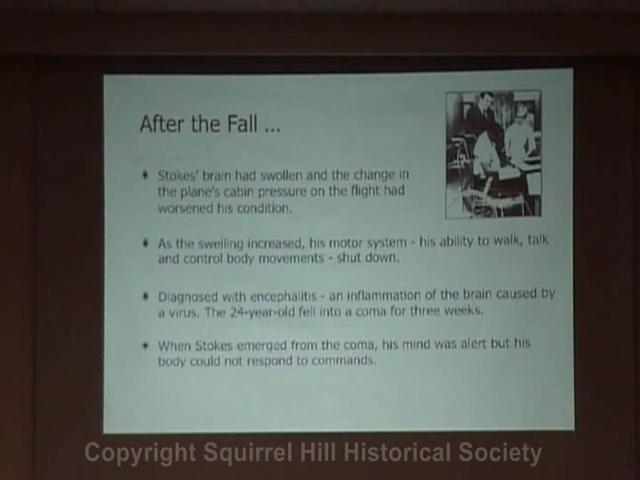 After the Fall ...
* Stokes' brain had swollen and the change in
the plane's cabin pressure on the flight had
worsened his condition.
* As the swelling increased, his motor system - his ability to walk, talk
and control body movements - shut down.
* Diagnosed with encephalitis - an inflammation of the brain caused by
a virus. The 24-year-old fell into a coma for three weeks.
* When Stokes emerged from the coma, his mind was alert but his
body could not respond to commands.
Copyright Squirrel Hill Historical Society